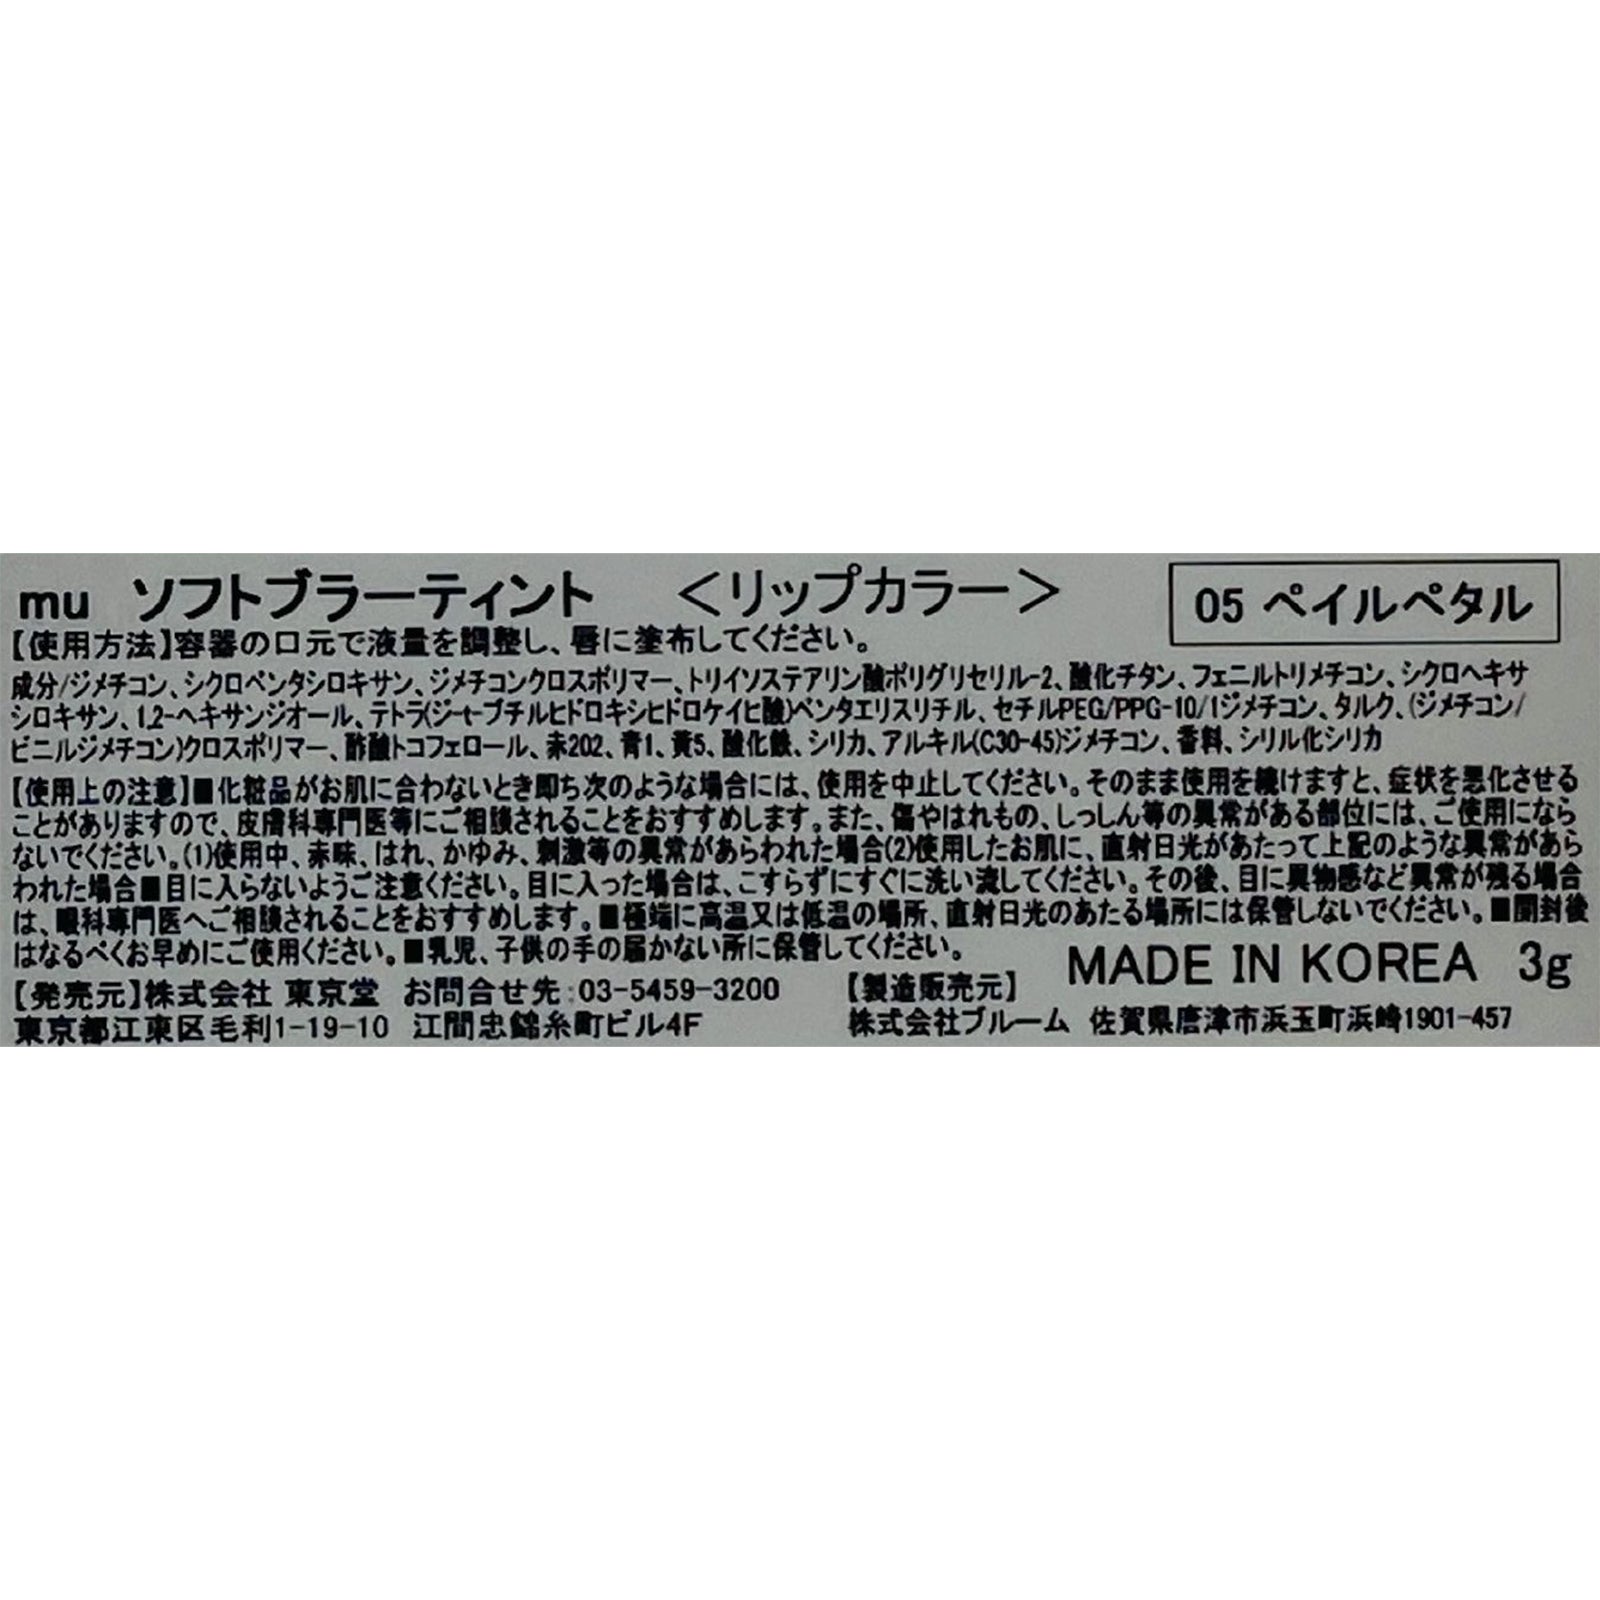 mu ソフトブラーティント ＜リップカラー＞ 05 ペイルペタル
【使用方法】容器の口元で液量を調整し、唇に塗布してください。
成分/ジメチコン、シクロペンタシロキサン、ジメチコンクロスポリマー、トリイソステアリン酸ポリグリセリル-2、酸化チタン、フェニルトリメチコン、シクロヘキサ
シロキサン、1,2-ヘキサンジオール、テトラ(ジ-t-ブチルヒドロキシヒドロケイヒ酸)ペンタエリスリチル、セチルPEG/PPG-10/1ジメチコン、タルク、(ジメチコン/
ビニルジメチコン)クロスポリマー、酢酸トコフェロール、赤202、青1、黄5、酸化鉄、シリカ、アルキル(C30-45)ジメチコン、香料、シリル化シリカ
【使用上の注意】■化粧品がお肌に合わないとき即ち次のような場合には、使用を中止してください。そのまま使用を続けますと、症状を悪化させる
ことがありますので、皮膚科専門医等にご相談されることをおすすめします。また、傷やはれもの、しっしん等の異常がある部位には、ご使用になら
ないでください。(1)使用中、赤味、はれ、かゆみ、刺激等の異常があらわれた場合(2)使用したお肌に、直射日光があたって上記のような異常があら
われた場合■目に入らないようご注意ください。目に入った場合は、こすらずにすぐに洗い流してください。その後、目に異物感など異常が残る場合
は、眼科専門医へご相談されることをおすすめします。■極端に高温又は低温の場所、直射日光のあたる場所には保管しないでください。■開封後
はなるべくお早めにご使用ください。■乳児、子供の手の届かない所に保管してください。
MADE IN KOREA 3g
【発売元】株式会社 東京堂 お問合せ先:03-5459-3200
東京都江東区毛利1-19-10 江間忠錦糸町ビル4F
【製造販売元】
株式会社ブルーム 佐賀県唐津市浜玉町浜崎1901-457